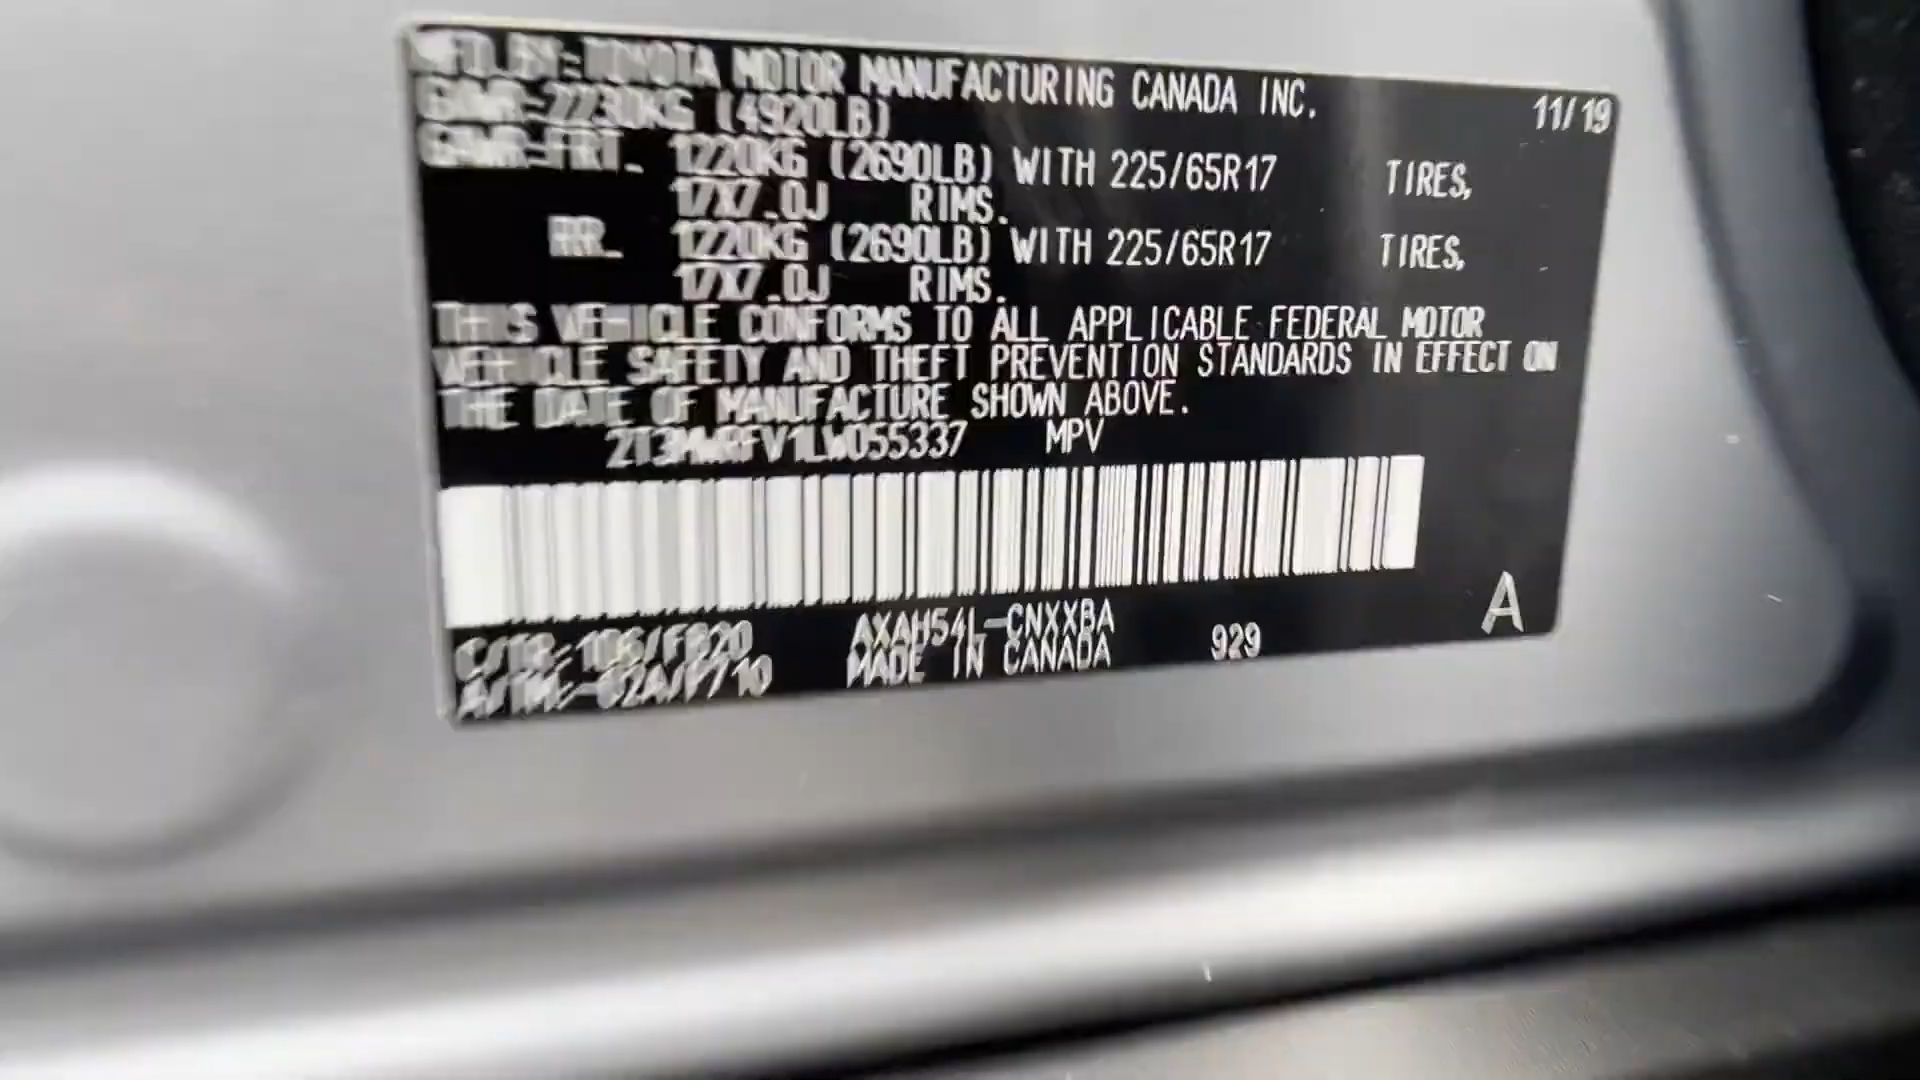 MFD.BY:TOYOTA MOTOR MANUFACTURING CANADA INC. 11/19
GVWR-2230KG (4920LB)
GAWR-FRT. 1220KG (2690LB) WITH 225/65R17 TIRES,
17X7.0J RIMS.
RR. 1220KG (2690LB) WITH 225/65R17 TIRES,
17X7.0J RIMS.
THIS VEHICLE CONFORMS TO ALL APPLICABLE FEDERAL MOTOR
VEHICLE SAFETY AND THEFT PREVENTION STANDARDS IN EFFECT ON
THE DATE OF MANUFACTURE SHOWN ABOVE.
2T3MWRFV1LW055337 MPV
A
C/TR: 1D6/FB20 AXAH54L-CNXXBA 929
MADE IN CANADA